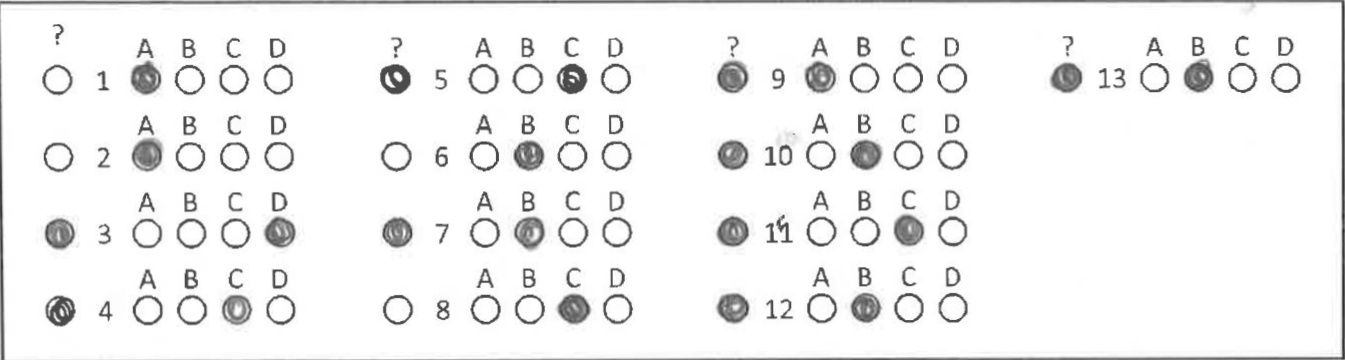 ? A B C D ? A B C D ? A B C D ? A B C D
1 5 9 13
A B C D A B C D A B C D
2 6 10
A B C D A B C D A B C D
3 7 11
A B C D A B C D A B C D
4 8 12